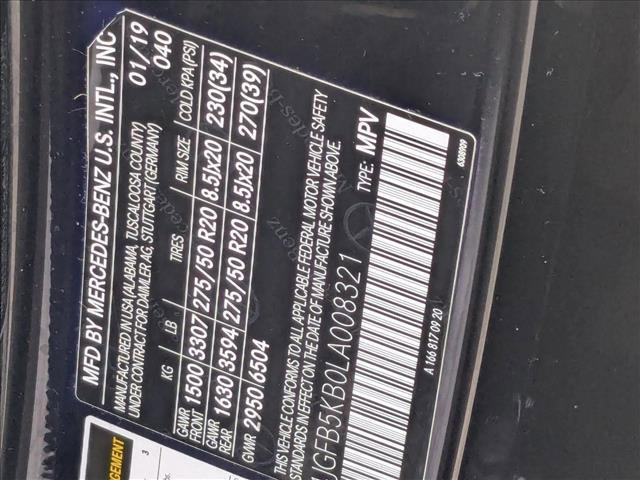 MFD BY MERCEDES-BENZ U.S. INTL., INC
MANUFACTURED IN USA (ALABAMA, TUSCALOOSA COUNTY) 01/19
UNDER CONTRACT FOR DAIMLER AG, STUTTGART (GERMANY) 040
KG LB TIRES RIM SIZE COLD KPA (PSI)
GAWR FRONT 1500 3307 275/50 R20 8.5Jx20 230(34)
GAWR REAR 1630 3594 275/50 R20 8.5Jx20 270(39)
GVWR 2950 6504
THIS VEHICLE CONFORMS TO ALL APPLICABLE FEDERAL MOTOR VEHICLE SAFETY
STANDARDS IN EFFECT ON THE DATE OF MANUFACTURE SHOWN ABOVE.
JGFB5KB0LA008321 TYPE: MPV
A 166 817 09 20
6308909
AGEMENT
3